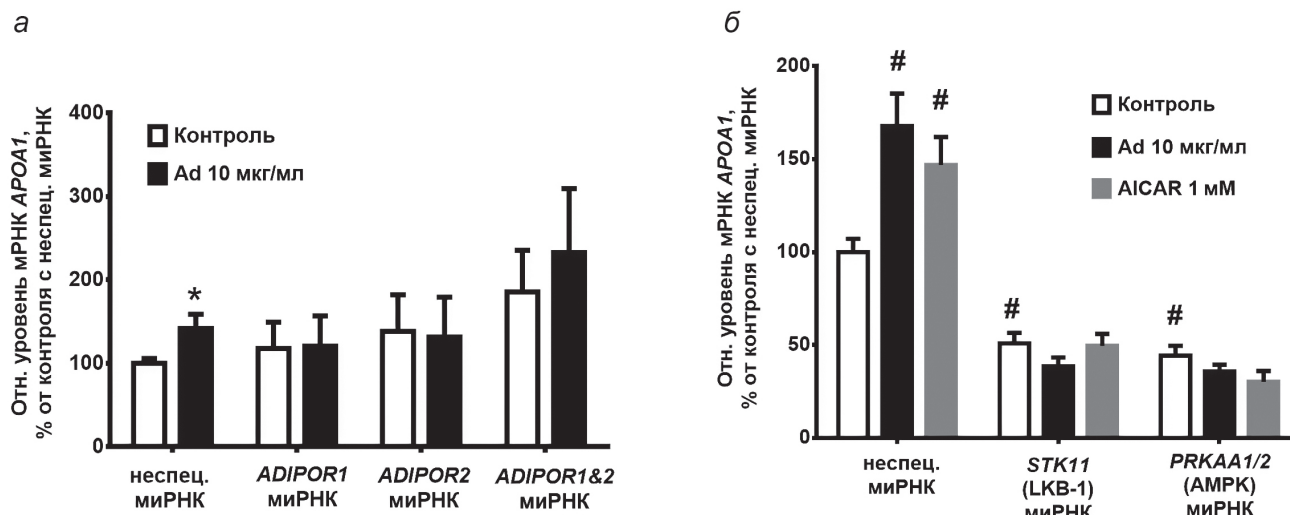 а
Отн. уровень мРНК APOA1,
% от контроля с неспец. миРНК
400
300
200
100
0
Контроль
Ad 10 мкг/мл
*
неспец.
миРНК
ADIPOR1
миРНК
ADIPOR2
миРНК
ADIPOR1&2
миРНК
б
Отн. уровень мРНК APOA1,
% от контроля с неспец. миРНК
200
150
100
50
0
Контроль
Ad 10 мкг/мл
AICAR 1 мМ
#
#
#
#
неспец.
миРНК
STK11
(LKB-1)
миРНК
PRKAA1/2
(AMPK)
миРНК